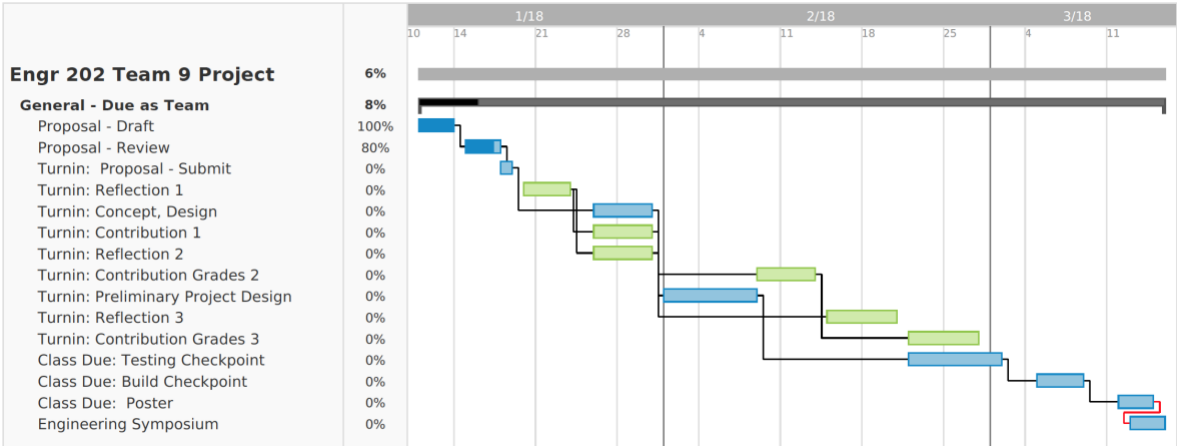 1/18 2/18 3/18
10 14 21 28 4 11 18 25 4 11
Engr 202 Team 9 Project 6%
General - Due as Team 8%
Proposal - Draft 100%
Proposal - Review 80%
Turnin:  Proposal - Submit 0%
Turnin: Reflection 1 0%
Turnin: Concept, Design 0%
Turnin: Contribution 1 0%
Turnin: Reflection 2 0%
Turnin: Contribution Grades 2 0%
Turnin: Preliminary Project Design 0%
Turnin: Reflection 3 0%
Turnin: Contribution Grades 3 0%
Class Due: Testing Checkpoint 0%
Class Due: Build Checkpoint 0%
Class Due:  Poster 0%
Engineering Symposium 0%